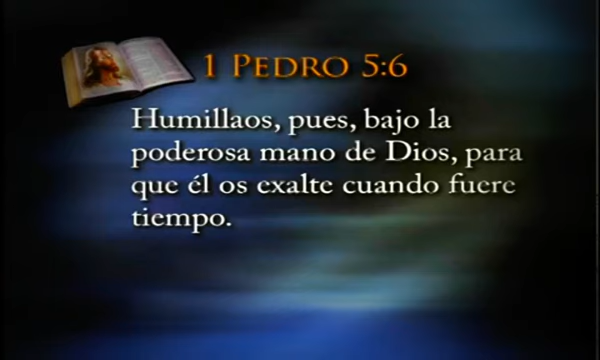 1 PEDRO 5:6
Humillaos, pues, bajo la
poderosa mano de Dios, para
que él os exalte cuando fuere
tiempo.